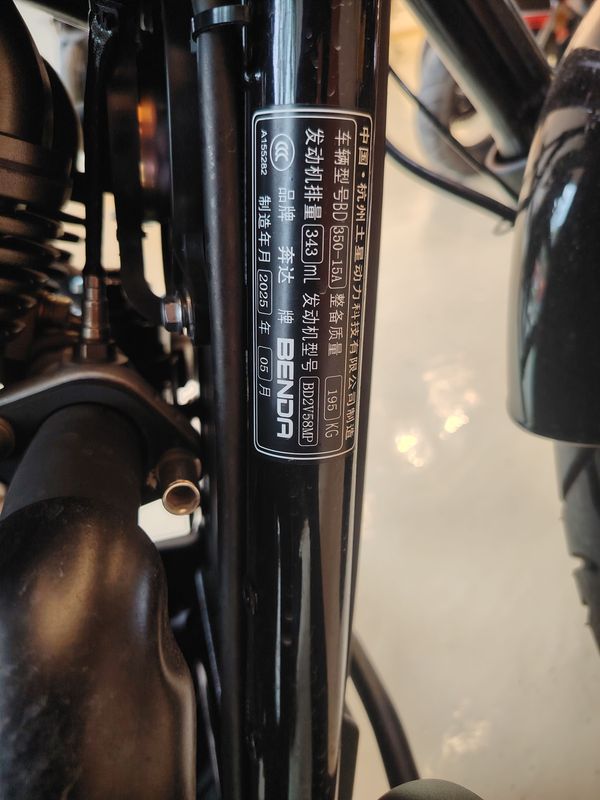 中国·杭州土星动力科技有限公司制造
车辆型号BD350-15A 整备质量 195 KG
发动机排量 343 mL 发动机型号 BD2V58MP
CCC 品牌 奔达 牌 BENDA
A155282 制造年月 2025 年 05 月